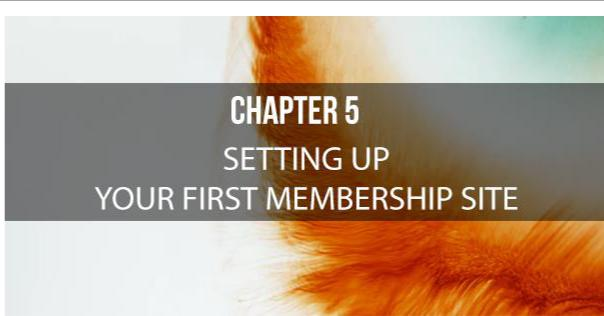 CHAPTER 5
SETTING UP
YOUR FIRST MEMBERSHIP SITE